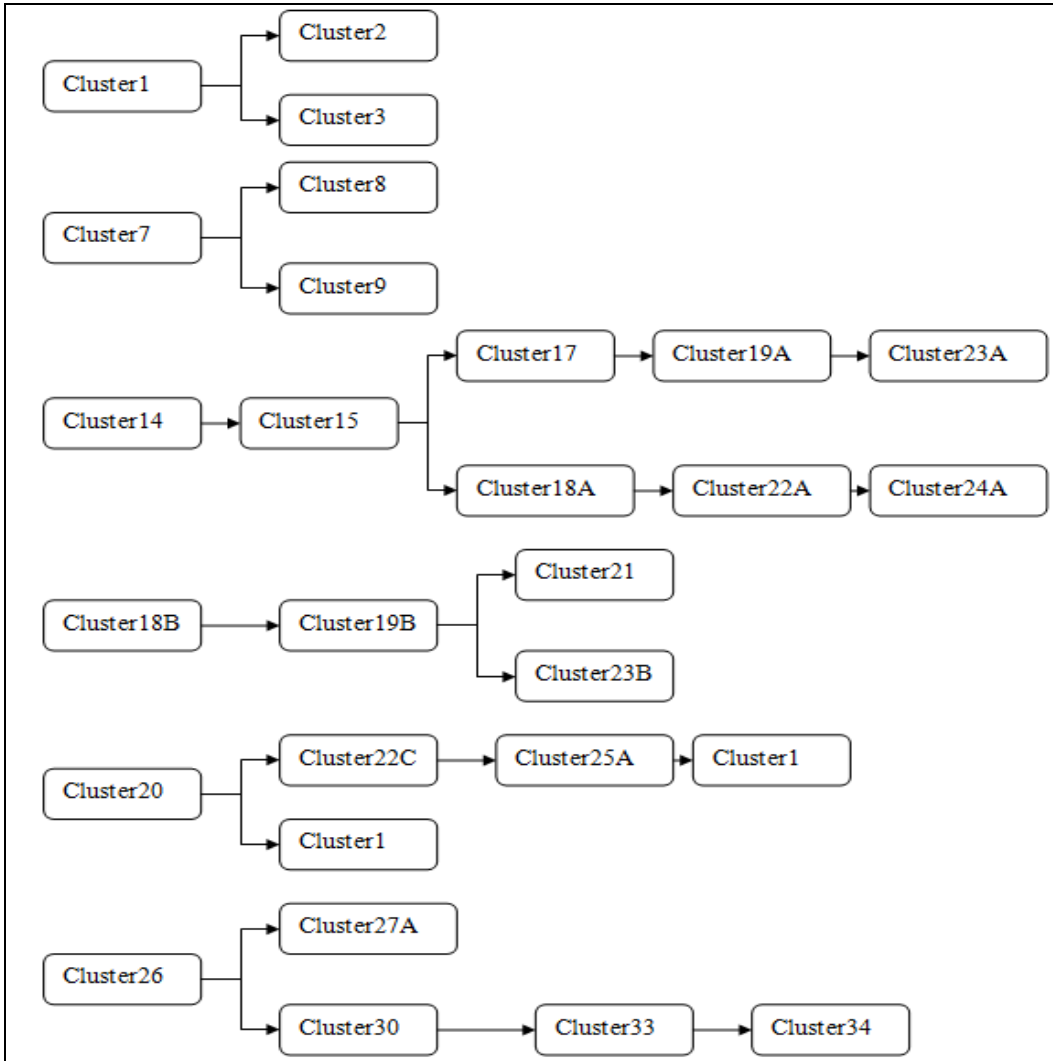 Cluster2
Cluster1
Cluster3
Cluster8
Cluster7
Cluster9
Cluster17
Cluster19A
Cluster23A
Cluster14
Cluster15
Cluster18A
Cluster22A
Cluster24A
Cluster21
Cluster18B
Cluster19B
Cluster23B
Cluster22C
Cluster25A
Cluster1
Cluster20
Cluster1
Cluster27A
Cluster26
Cluster30
Cluster33
Cluster34